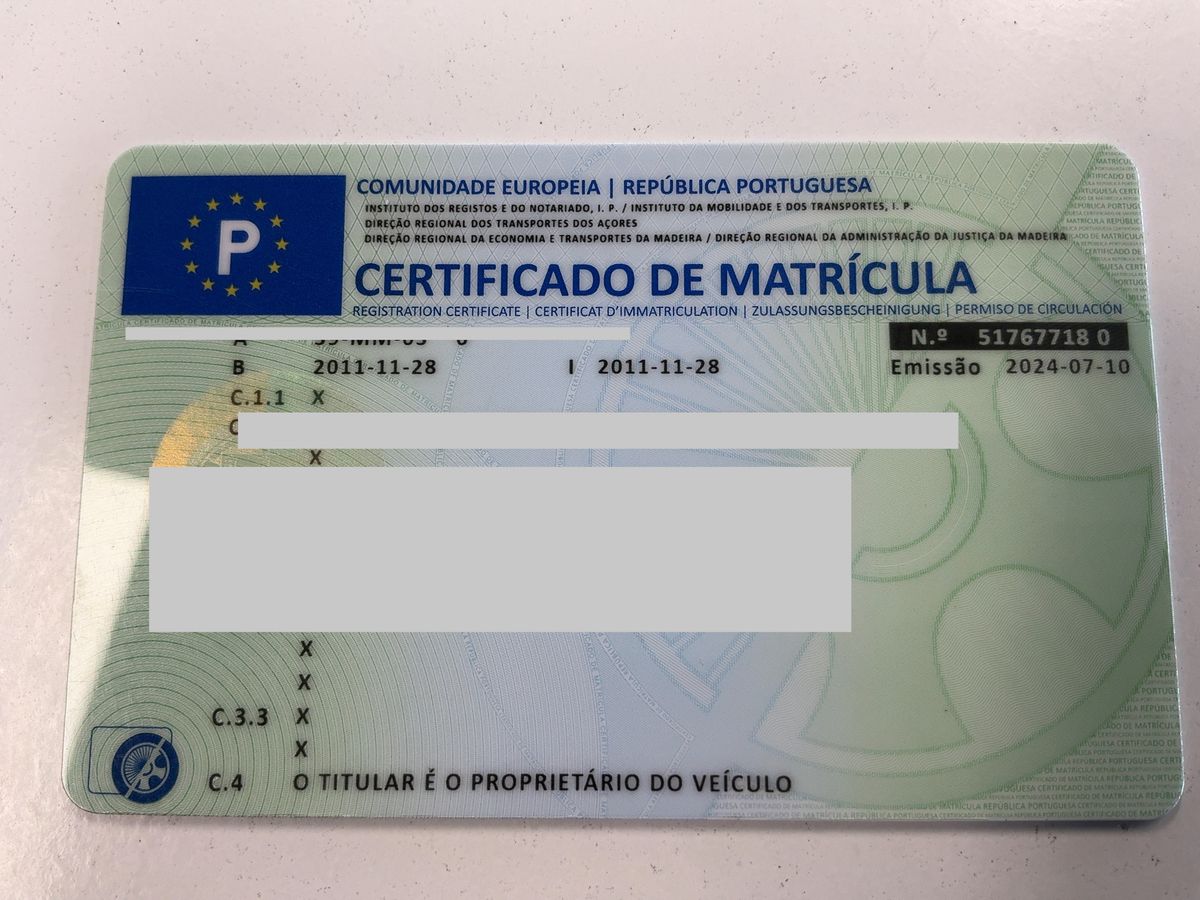 P
COMUNIDADE EUROPEIA | REPÚBLICA PORTUGUESA
INSTITUTO DOS REGISTOS E DO NOTARIADO, I. P. / INSTITUTO DA MOBILIDADE E DOS TRANSPORTES, I. P.
DIREÇÃO REGIONAL DOS TRANSPORTES DOS AÇORES
DIREÇÃO REGIONAL DA ECONOMIA E TRANSPORTES DA MADEIRA / DIREÇÃO REGIONAL DA ADMINISTRAÇÃO DA JUSTIÇA DA MADEIRA
CERTIFICADO DE MATRÍCULA
REGISTRATION CERTIFICATE | CERTIFICAT D'IMMATRICULATION | ZULASSUNGSBESCHEINIGUNG | PERMISO DE CIRCULACIÓN
A N.º 51767718 0
B 2011-11-28 I 2011-11-28 Emissão 2024-07-10
C.1.1 X
X
X
X
C.3.3 X
X
C.4 O TITULAR É O PROPRIETÁRIO DO VEÍCULO